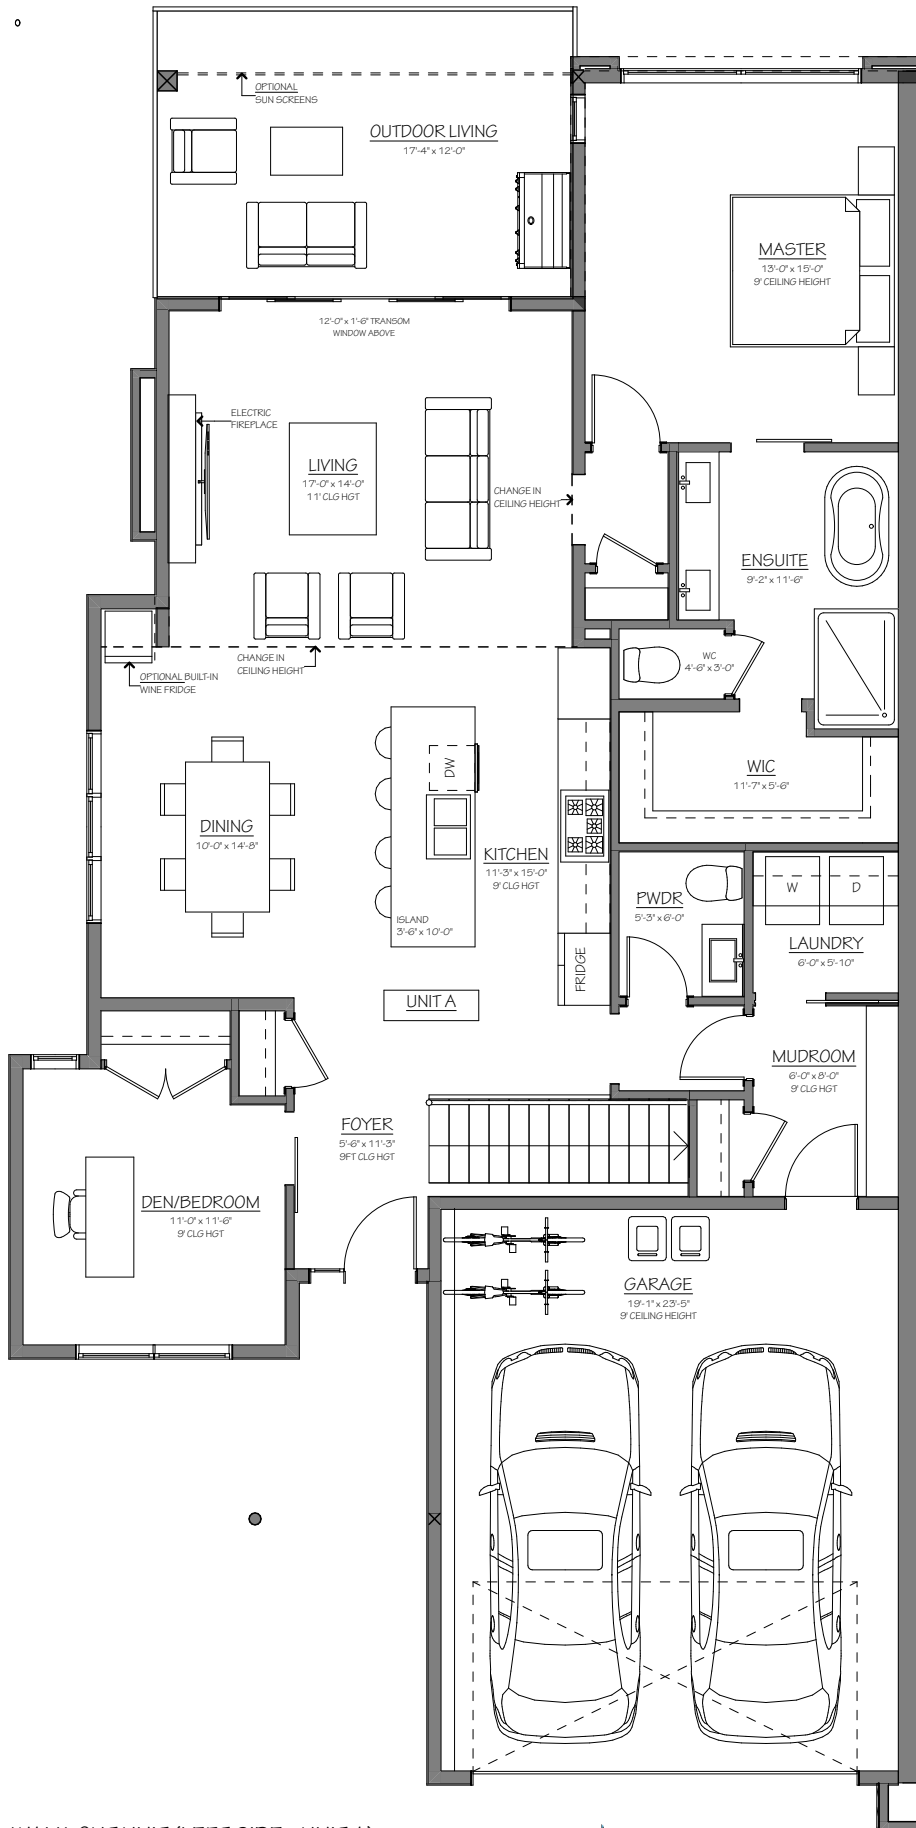 OPTIONAL
SUN SCREENS
OUTDOOR LIVING
17'-4" x 12'-0"
MASTER
13'-0" x 15'-0"
9' CEILING HEIGHT
12'-0" x 1'-6" TRANSOM
WINDOW ABOVE
ELECTRIC
FIREPLACE
LIVING
17'-0" x 14'-0"
11' CLG HGT
CHANGE IN
CEILING HEIGHT
ENSUITE
9'-2" x 11'-6"
WC
4'-6" x 3'-0"
CHANGE IN
CEILING HEIGHT
OPTIONAL BUILT-IN
WINE FRIDGE
DW
WIC
11'-7" x 5'-6"
DINING
10'-0" x 14'-8"
KITCHEN
11'-3" x 15'-0"
9' CLG HGT
ISLAND
3'-6" x 10'-0"
PWDR
5'-3" x 6'-0"
W
D
LAUNDRY
6'-0" x 5'-10"
FRIDGE
UNIT A
MUDROOM
6'-0" x 8'-0"
9' CLG HGT
FOYER
5'-6" x 11'-3"
9FT CLG HGT
DEN/BEDROOM
11'-0" x 11'-6"
9' CLG HGT
GARAGE
19'-1" x 23'-5"
9' CEILING HEIGHT